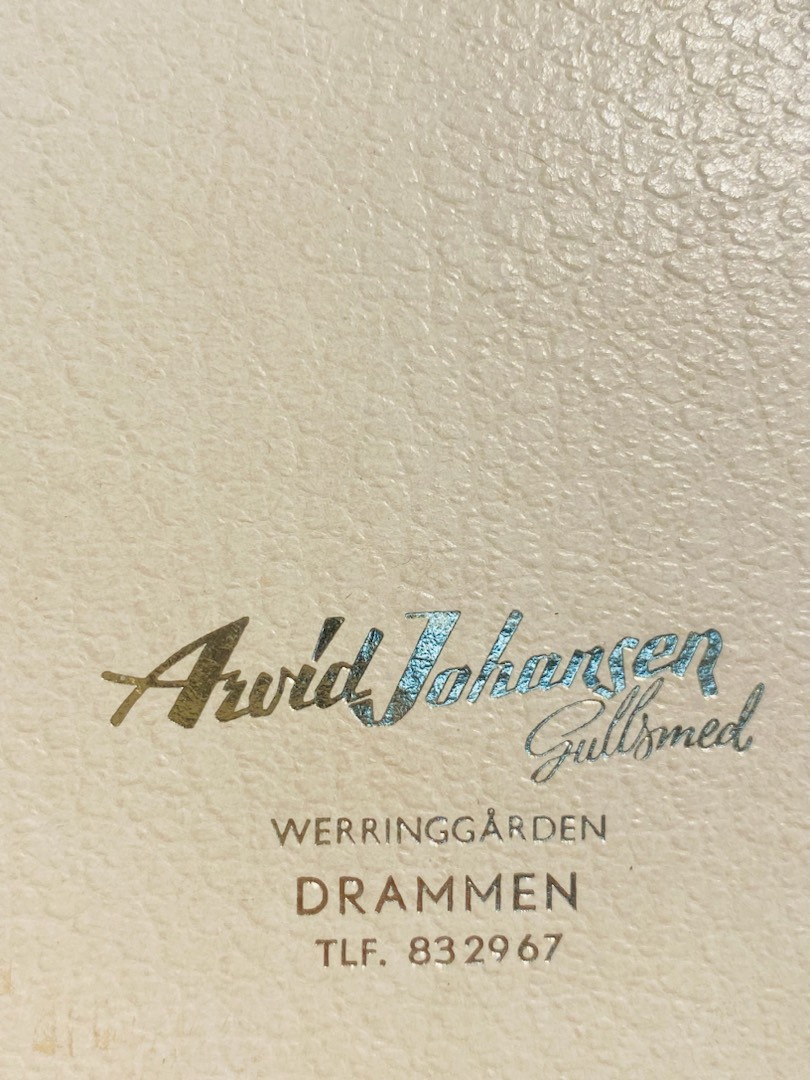 Arvid Johansen
Gullsmed
WERRINGGÅRDEN
DRAMMEN
TLF. 832967